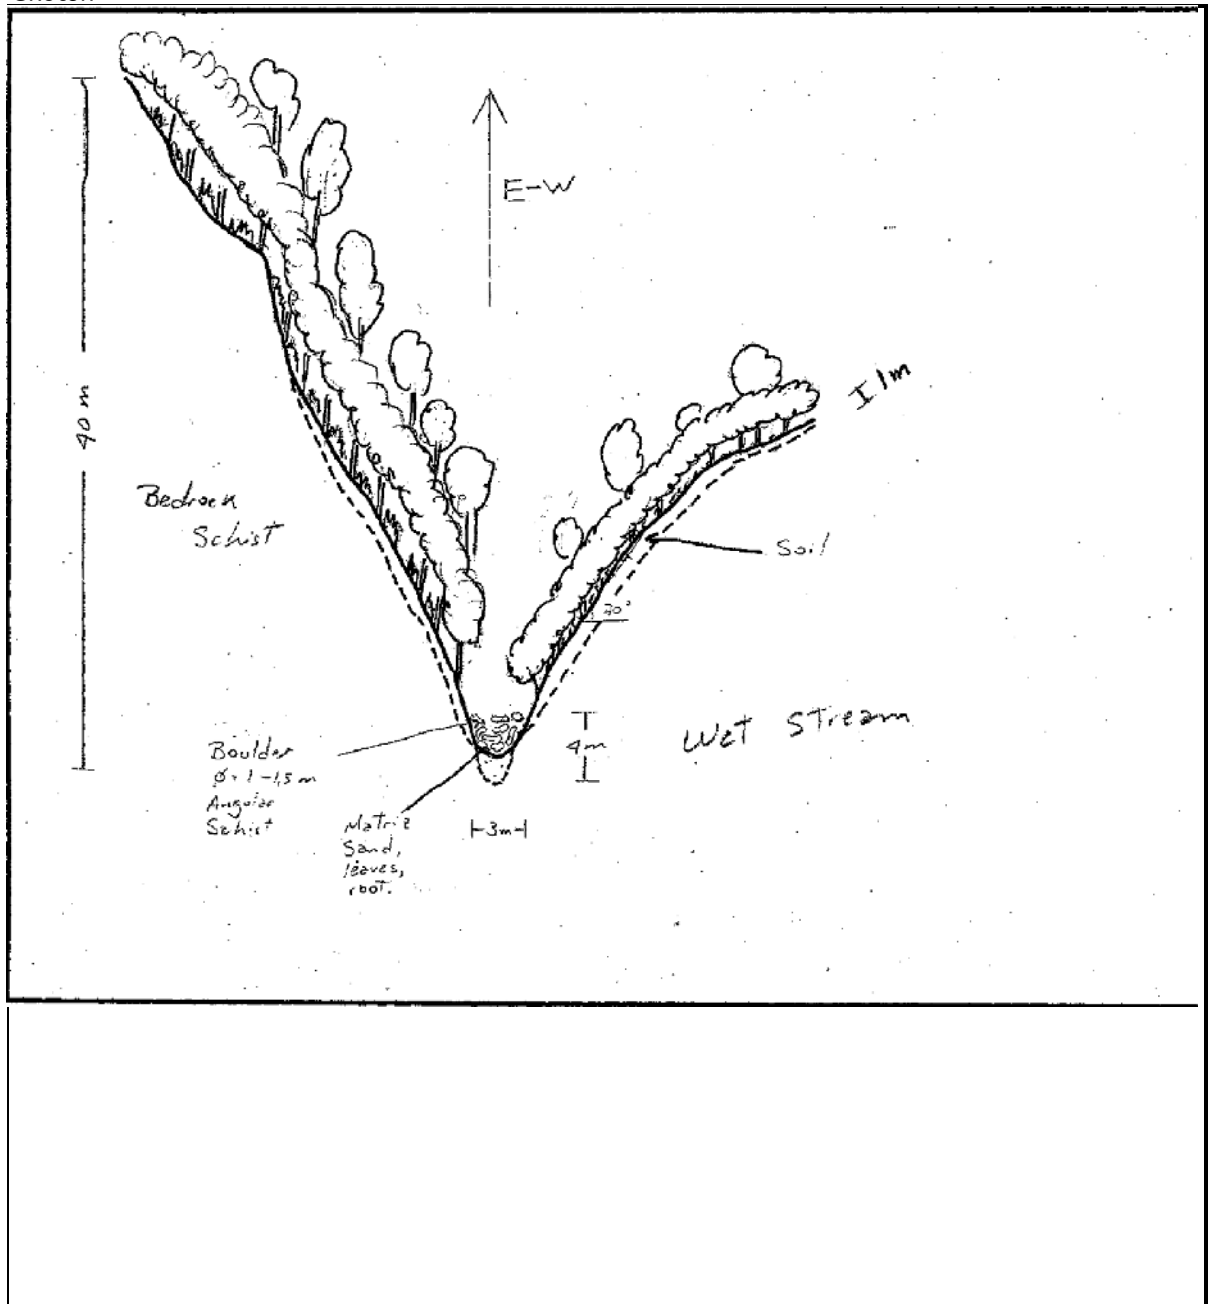 E-W
I 1m
40 m
Bedrock
Schist
Soil
70°
Wet Stream
4m
Boulder
Ø=1-1,5 m
Angular
Schist
Matriz
Sand,
leaves,
root.
3m